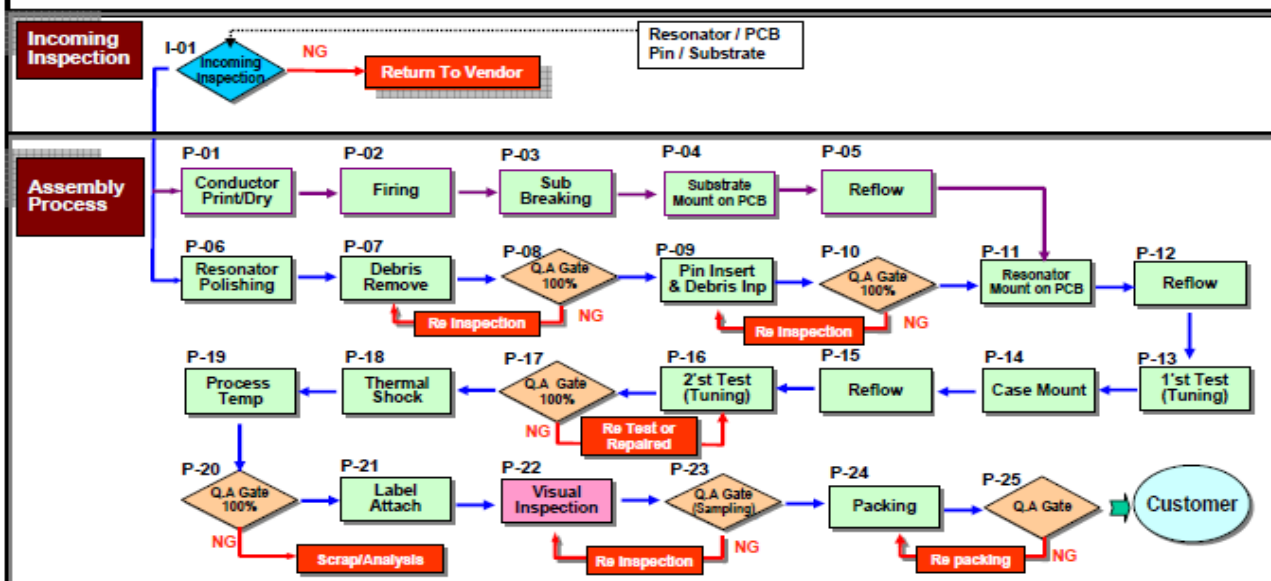 Incoming
Inspection
I-01
Incoming
Inspection
NG
Return To Vendor
Resonator / PCB
Pin / Substrate
Assembly
Process
P-01
Conductor
Print/Dry
P-02
Firing
P-03
Sub
Breaking
P-04
Substrate
Mount on PCB
P-05
Reflow
P-06
Resonator
Polishing
P-07
Debris
Remove
P-08
Q.A Gate
100%
NG
Re Inspection
P-09
Pin Insert
& Debris Inp
P-10
Q.A Gate
100%
NG
Re Inspection
P-11
Resonator
Mount on PCB
P-12
Reflow
P-19
Process
Temp
P-18
Thermal
Shock
P-17
Q.A Gate
100%
NG
Re Test or
Repaired
P-16
2'st Test
(Tuning)
P-15
Reflow
P-14
Case Mount
P-13
1'st Test
(Tuning)
P-20
Q.A Gate
100%
NG
Scrap/Analysis
P-21
Label
Attach
P-22
Visual
Inspection
P-23
Q.A Gate
(Sampling)
NG
Re Inspection
P-24
Packing
P-25
Q.A Gate
NG
Re packing
Customer